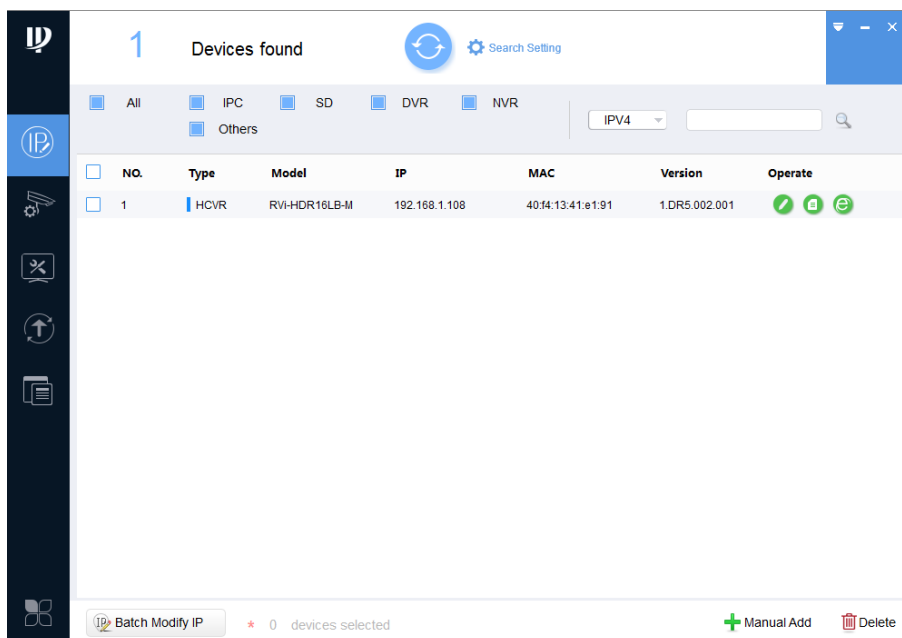 1 Devices found Search Setting
All IPC SD DVR NVR
Others
IPV4
NO. Type Model IP MAC Version Operate
1 HCVR RVi-HDR16LB-M 192.168.1.108 40:f4:13:41:e1:91 1.DR5.002.001
Batch Modify IP * 0 devices selected Manual Add Delete